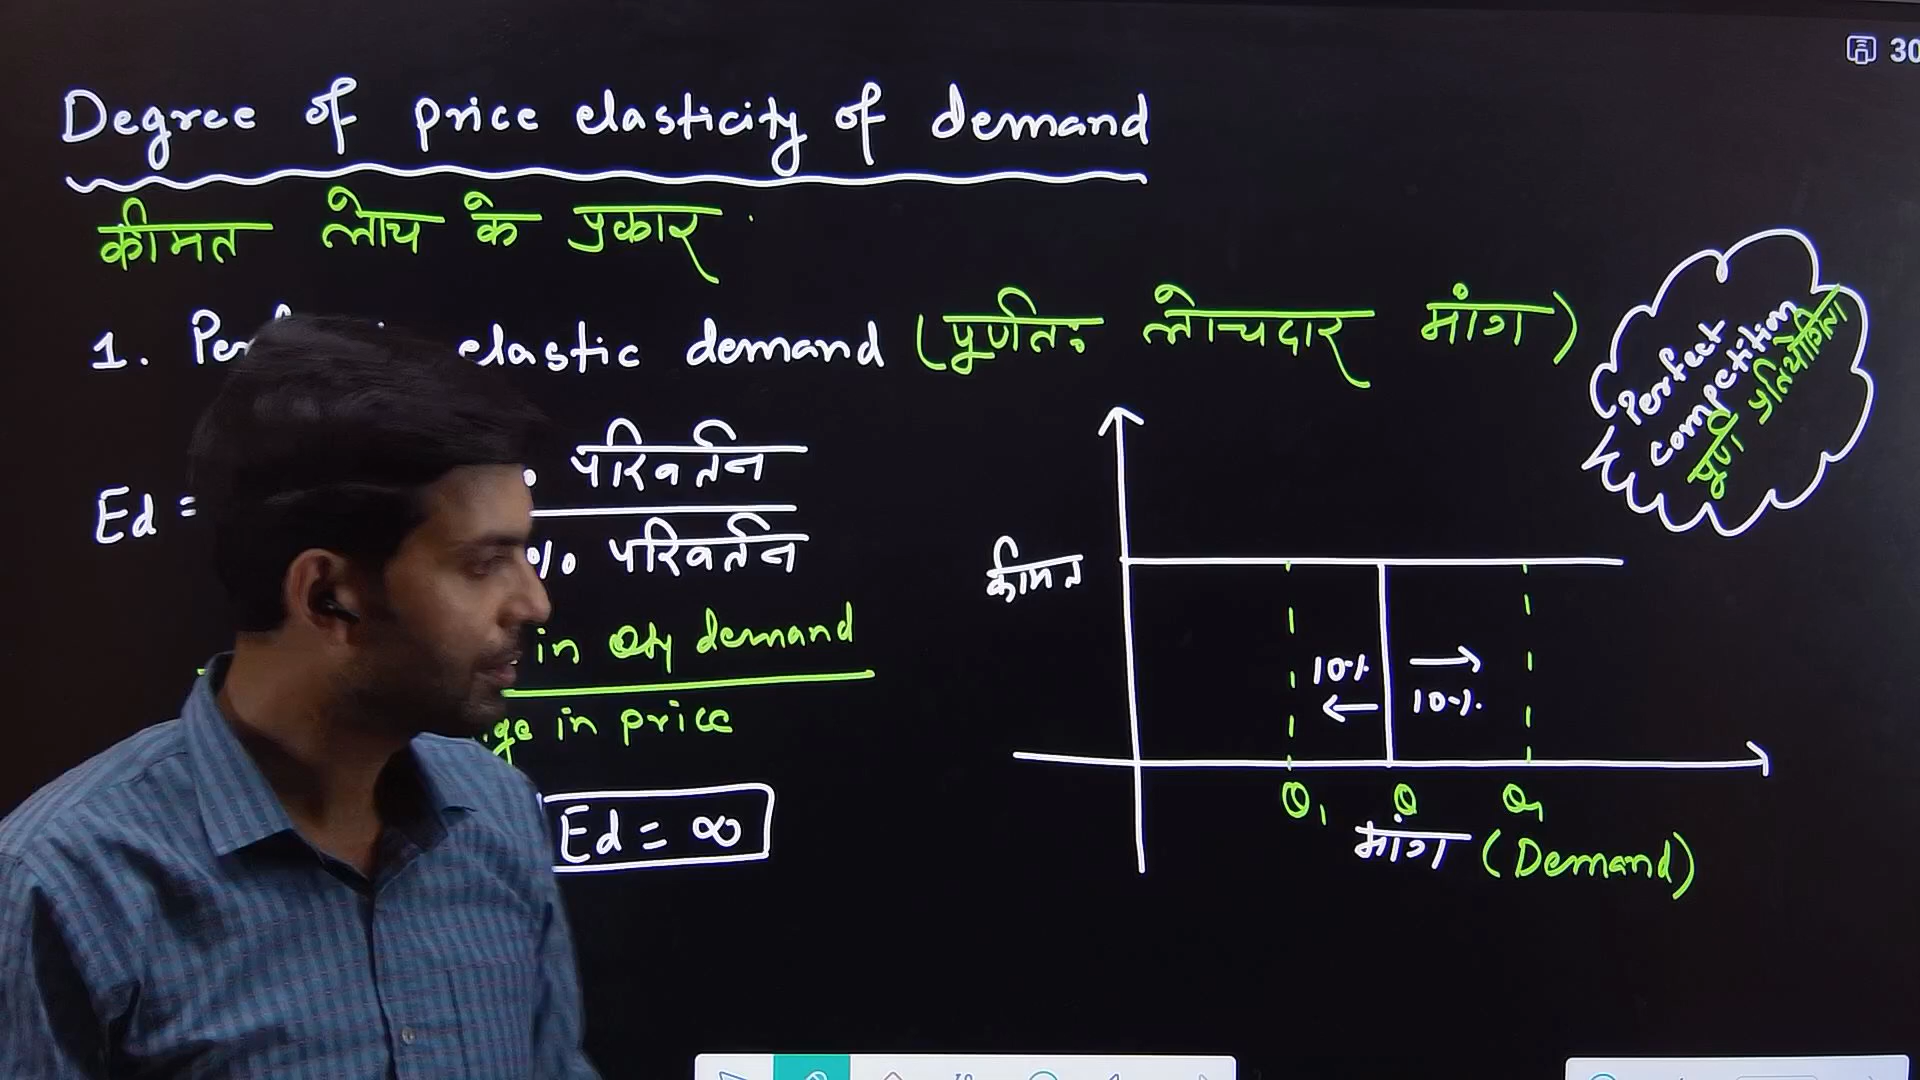 30
Degree of price elasticity of demand
कीमत लोच के प्रकार
1. elastic demand (पूर्णतः लोचदार मांग)
Perfect
competition
पूर्ण प्रतियोगिता
परिवर्तन
Ed =
% परिवर्तन
कीमत
in Qty demand
10% 10%
in price
Q1 Q Q1
Ed = ∞
मांग (Demand)